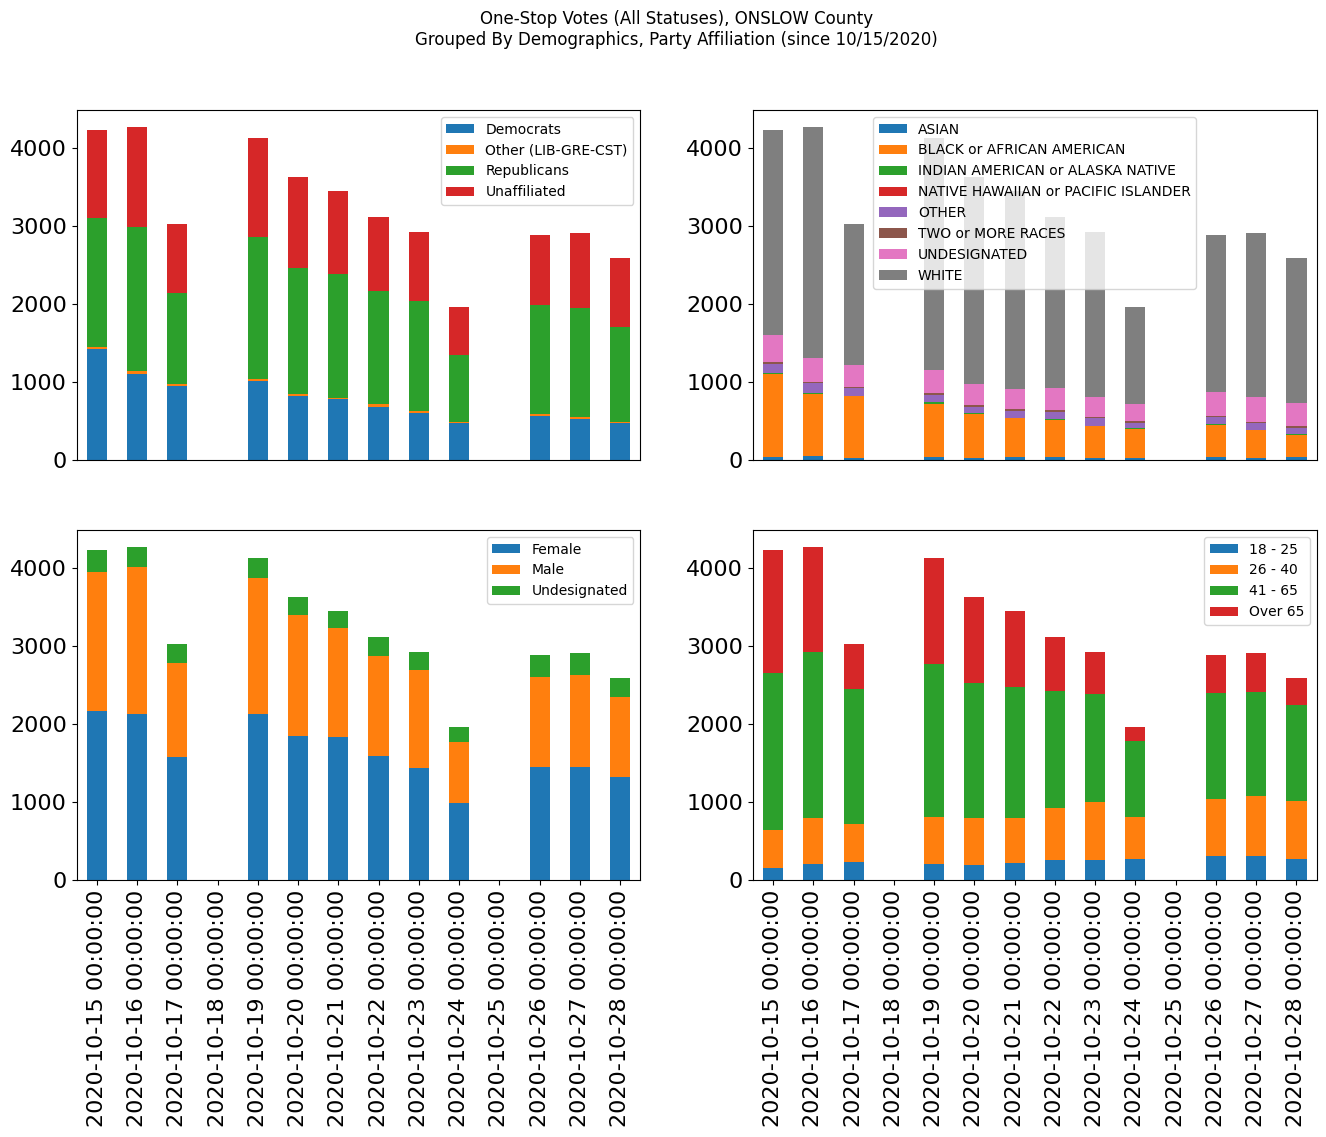 One-Stop Votes (All Statuses), ONSLOW County
Grouped By Demographics, Party Affiliation (since 10/15/2020)
4000
3000
2000
1000
0
Democrats
Other (LIB-GRE-CST)
Republicans
Unaffiliated
4000
3000
2000
1000
0
ASIAN
BLACK or AFRICAN AMERICAN
INDIAN AMERICAN or ALASKA NATIVE
NATIVE HAWAIIAN or PACIFIC ISLANDER
OTHER
TWO or MORE RACES
UNDESIGNATED
WHITE
4000
3000
2000
1000
0
Female
Male
Undesignated
2020-10-15 00:00:00
2020-10-16 00:00:00
2020-10-17 00:00:00
2020-10-18 00:00:00
2020-10-19 00:00:00
2020-10-20 00:00:00
2020-10-21 00:00:00
2020-10-22 00:00:00
2020-10-23 00:00:00
2020-10-24 00:00:00
2020-10-25 00:00:00
2020-10-26 00:00:00
2020-10-27 00:00:00
2020-10-28 00:00:00
4000
3000
2000
1000
0
18 - 25
26 - 40
41 - 65
Over 65
2020-10-15 00:00:00
2020-10-16 00:00:00
2020-10-17 00:00:00
2020-10-18 00:00:00
2020-10-19 00:00:00
2020-10-20 00:00:00
2020-10-21 00:00:00
2020-10-22 00:00:00
2020-10-23 00:00:00
2020-10-24 00:00:00
2020-10-25 00:00:00
2020-10-26 00:00:00
2020-10-27 00:00:00
2020-10-28 00:00:00